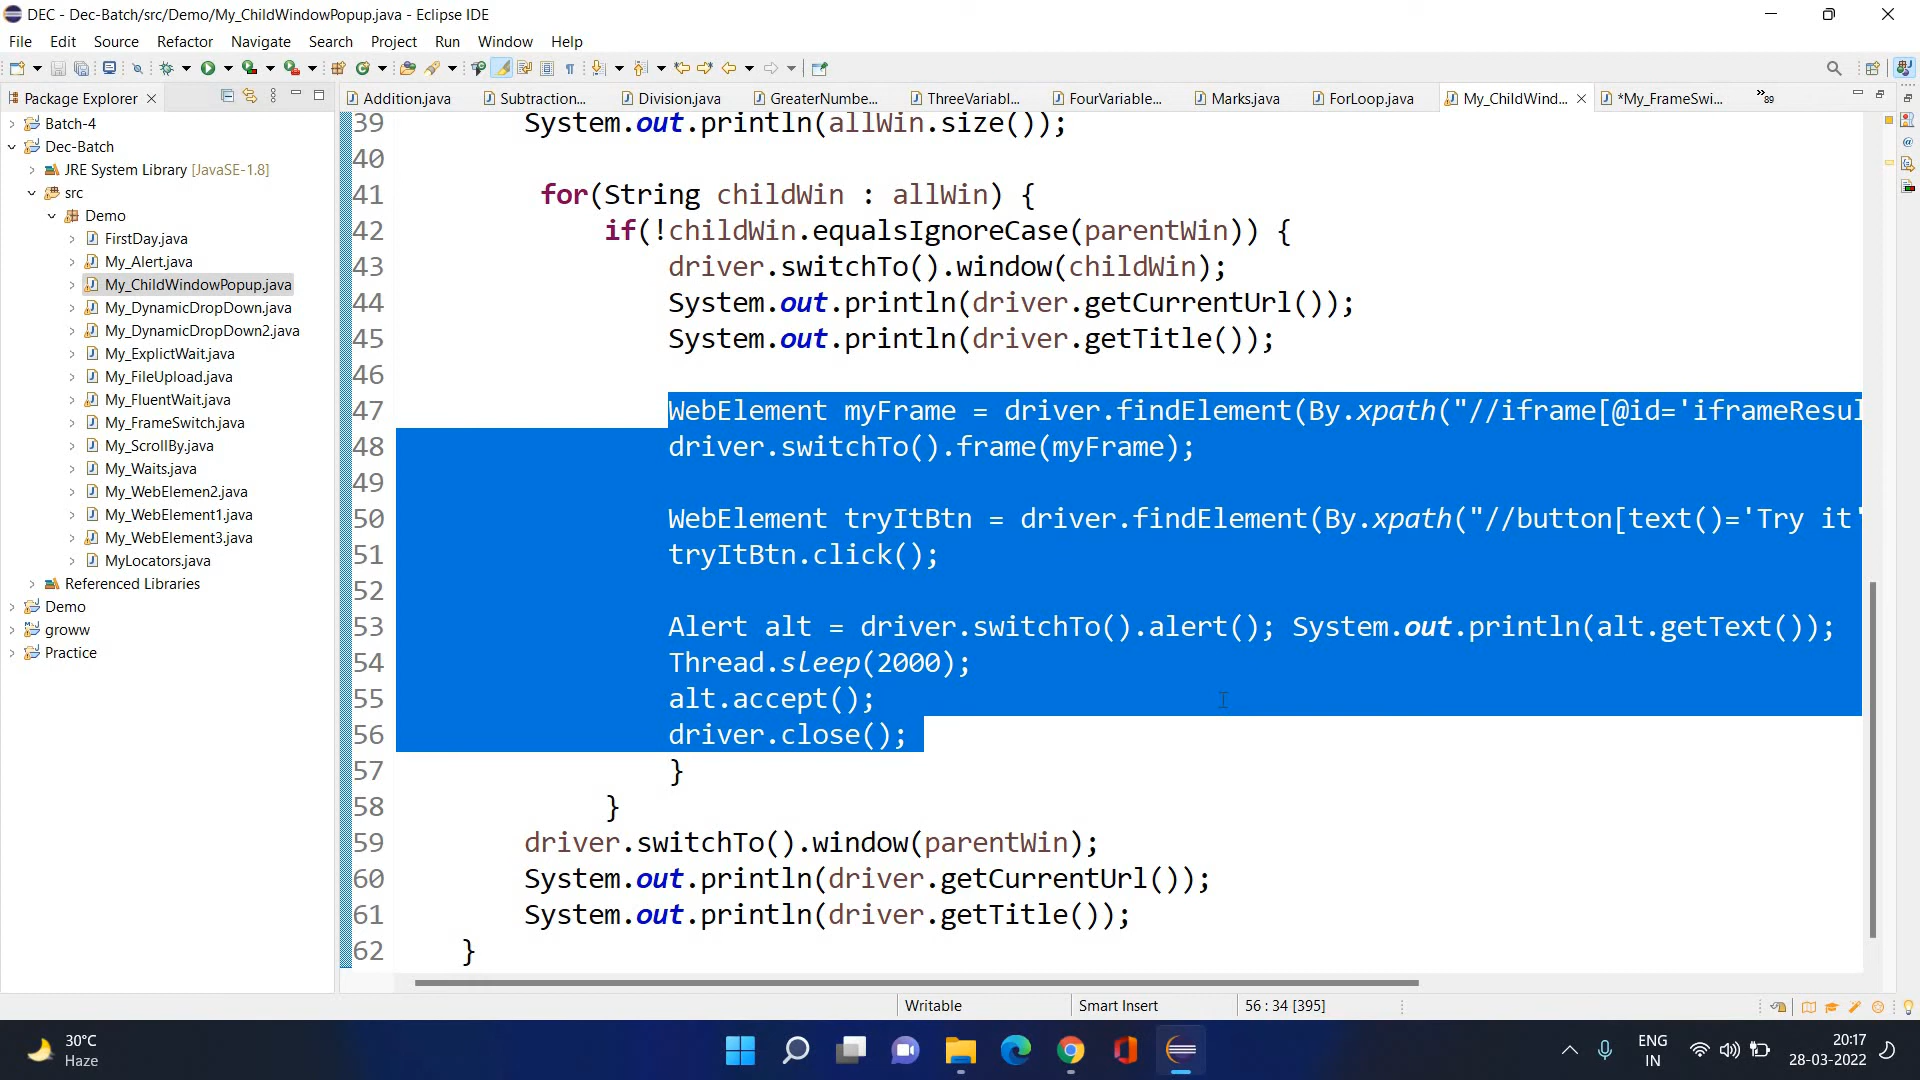 DEC - Dec-Batch/src/Demo/My_ChildWindowPopup.java - Eclipse IDE
File Edit Source Refactor Navigate Search Project Run Window Help
Package Explorer
Addition.java Subtraction... Division.java GreaterNumbe... ThreeVariabl... FourVariable... Marks.java ForLoop.java My_ChildWind... *My_FrameSwi... »89
Batch-4
Dec-Batch
JRE System Library [JavaSE-1.8]
src
Demo
FirstDay.java
My_Alert.java
My_ChildWindowPopup.java
My_DynamicDropDown.java
My_DynamicDropDown2.java
My_ExplictWait.java
My_FileUpload.java
My_FluentWait.java
My_FrameSwitch.java
My_ScrollBy.java
My_Waits.java
My_WebElemen2.java
My_WebElement1.java
My_WebElement3.java
MyLocators.java
Referenced Libraries
Demo
groww
Practice
39 System.out.println(allWin.size());
40
41 for(String childWin : allWin) {
42 if(!childWin.equalsIgnoreCase(parentWin)) {
43 driver.switchTo().window(childWin);
44 System.out.println(driver.getCurrentUrl());
45 System.out.println(driver.getTitle());
46
47 WebElement myFrame = driver.findElement(By.xpath("//iframe[@id='iframeResul
48 driver.switchTo().frame(myFrame);
49
50 WebElement tryItBtn = driver.findElement(By.xpath("//button[text()='Try it'
51 tryItBtn.click();
52
53 Alert alt = driver.switchTo().alert(); System.out.println(alt.getText());
54 Thread.sleep(2000);
55 alt.accept();
56 driver.close();
57 }
58 }
59 driver.switchTo().window(parentWin);
60 System.out.println(driver.getCurrentUrl());
61 System.out.println(driver.getTitle());
62 }
Writable Smart Insert 56 : 34 [395]
30°C
Haze
ENG
IN
20:17
28-03-2022